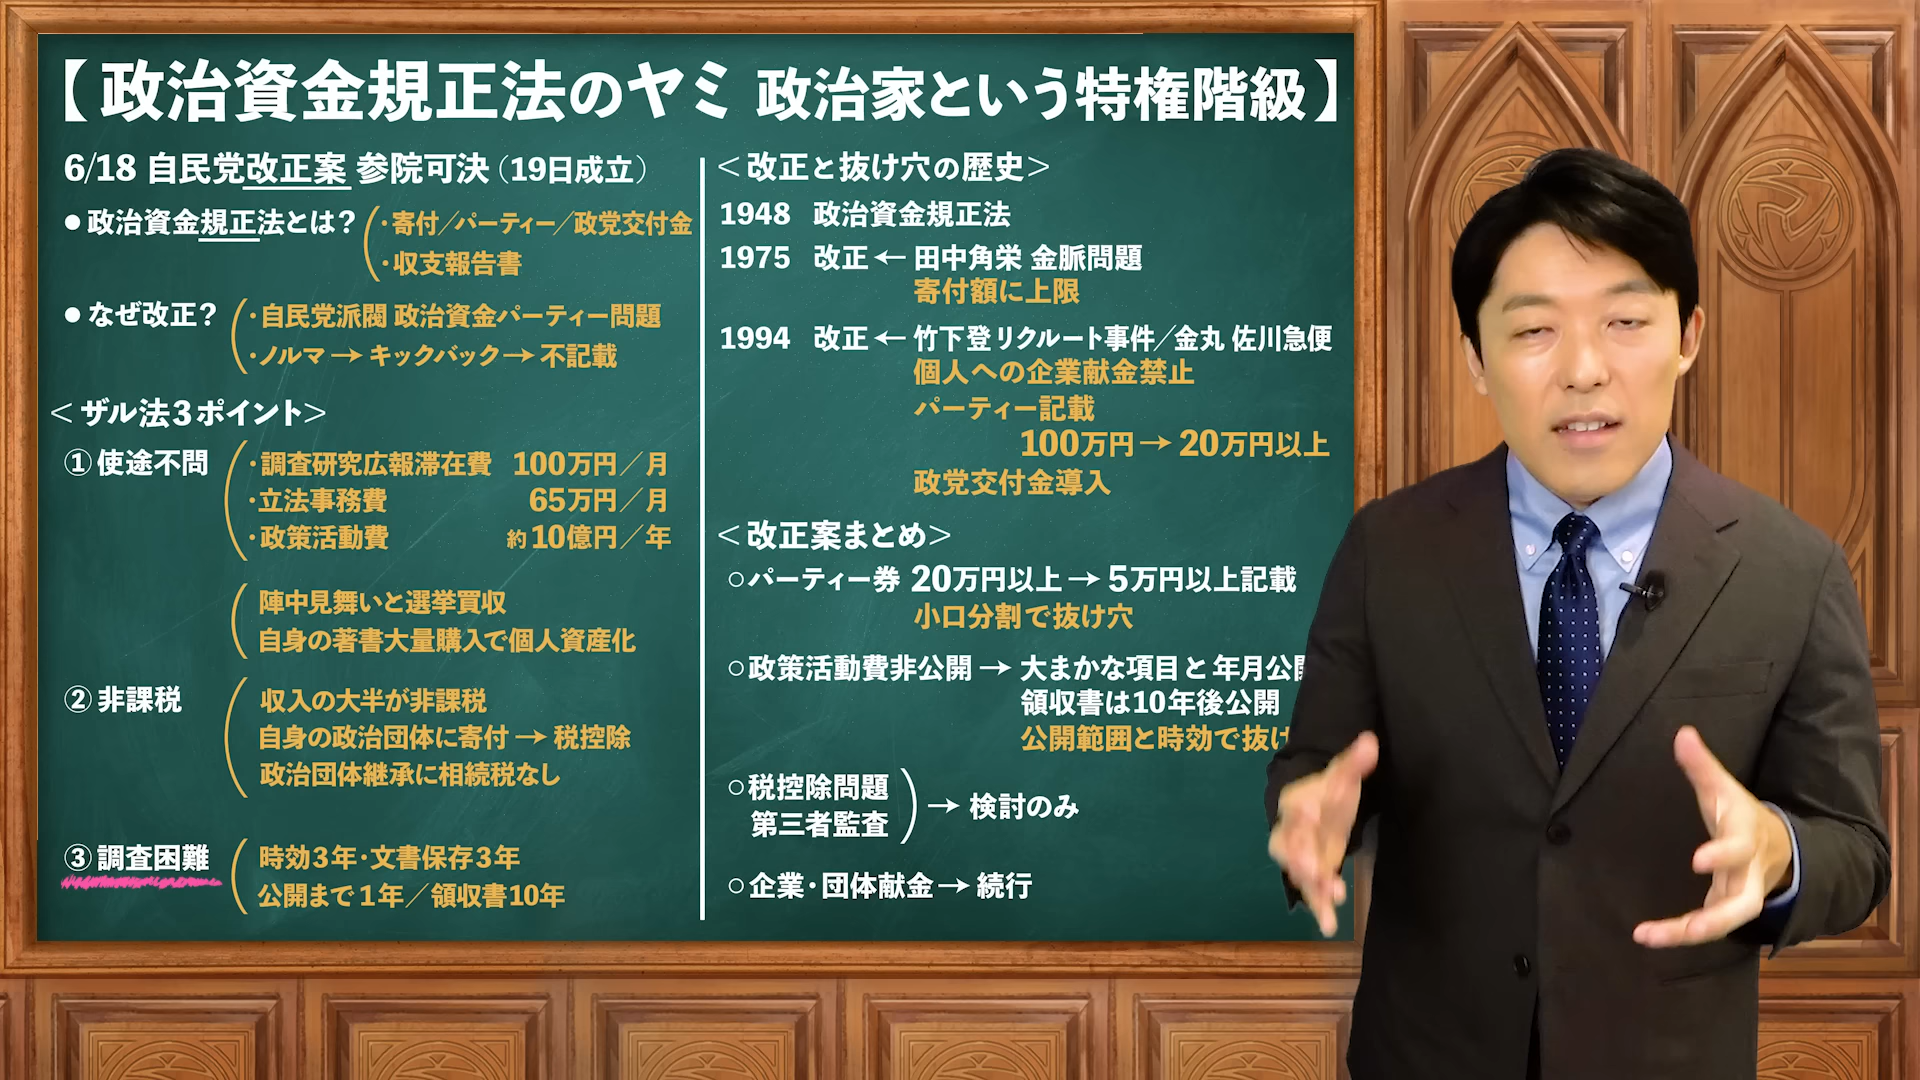 【政治資金規正法のヤミ 政治家という特権階級】
6/18 自民党改正案 参院可決（19日成立）
●政治資金規正法とは？
・寄付／パーティー／政党交付金
・収支報告書
●なぜ改正？
・自民党派閥 政治資金パーティー問題
・ノルマ→キックバック→不記載
＜ザル法3ポイント＞
①使途不問
・調査研究広報滞在費 100万円／月
・立法事務費 65万円／月
・政策活動費 約10億円／年
陣中見舞いと選挙買収
自身の著書大量購入で個人資産化
②非課税
収入の大半が非課税
自身の政治団体に寄付→税控除
政治団体継承に相続税なし
③調査困難
時効3年・文書保存3年
公開まで1年／領収書10年
＜改正と抜け穴の歴史＞
1948 政治資金規正法
1975 改正←田中角栄 金脈問題
寄付額に上限
1994 改正←竹下登リクルート事件／金丸 佐川急便
個人への企業献金禁止
パーティー記載
100万円→20万円以上
政党交付金導入
＜改正案まとめ＞
○パーティー券 20万円以上→5万円以上記載
小口分割で抜け穴
○政策活動費非公開→大まかな項目と年月公開
領収書は10年後公開
公開範囲と時効で抜け
○税控除問題
第三者監査
→検討のみ
○企業・団体献金→続行